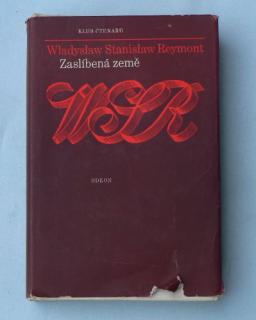 KLUB ČTENÁŘŮ
Władysław Stanisław Reymont
Zaslíbená země
WSR
ODEON